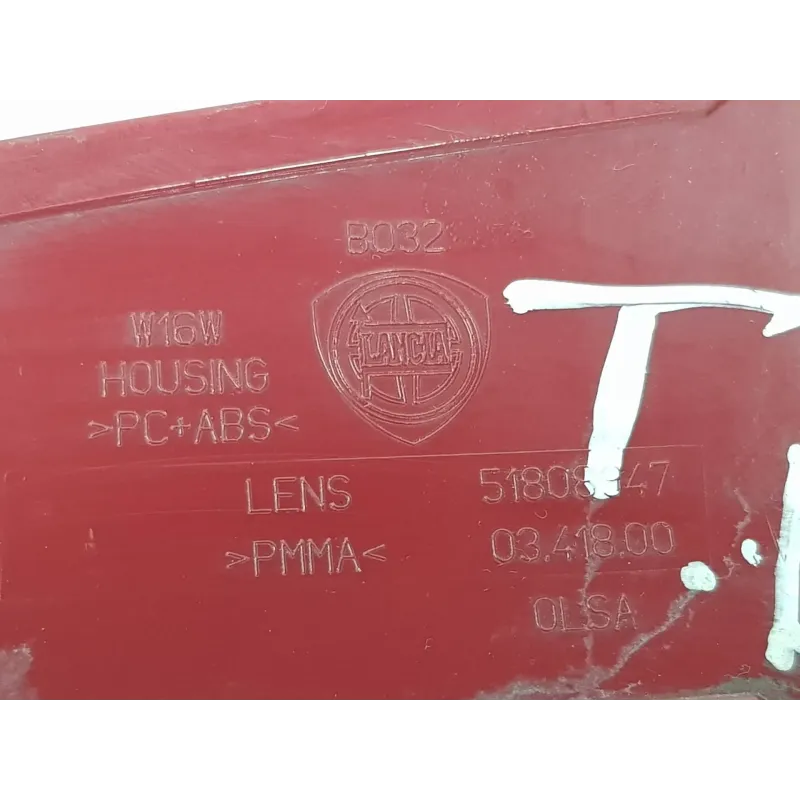 B032
LANCIA
W16W
HOUSING
>PC+ABS<
LENS
>PMMA<
03.418.00
OLSA
T